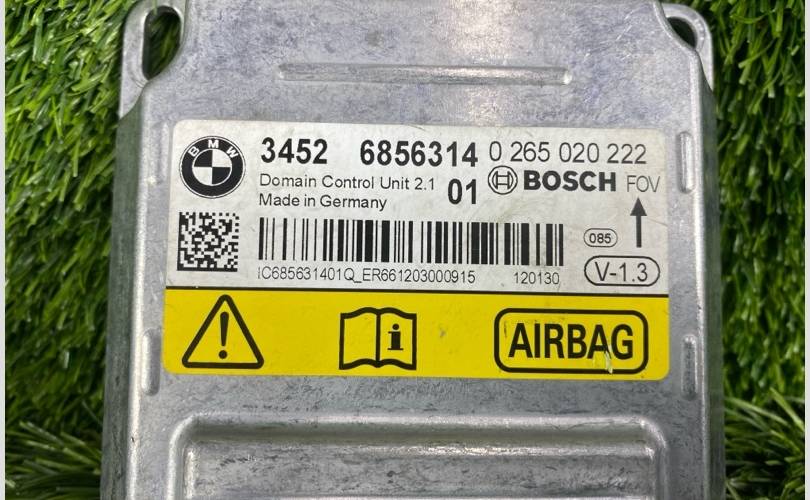 BMW
3452 6856314 0 265 020 222
Domain Control Unit 2.1 01 BOSCH FOV
Made in Germany
085
IC685631401Q_ER661203000915 120130
V-1.3
i AIRBAG